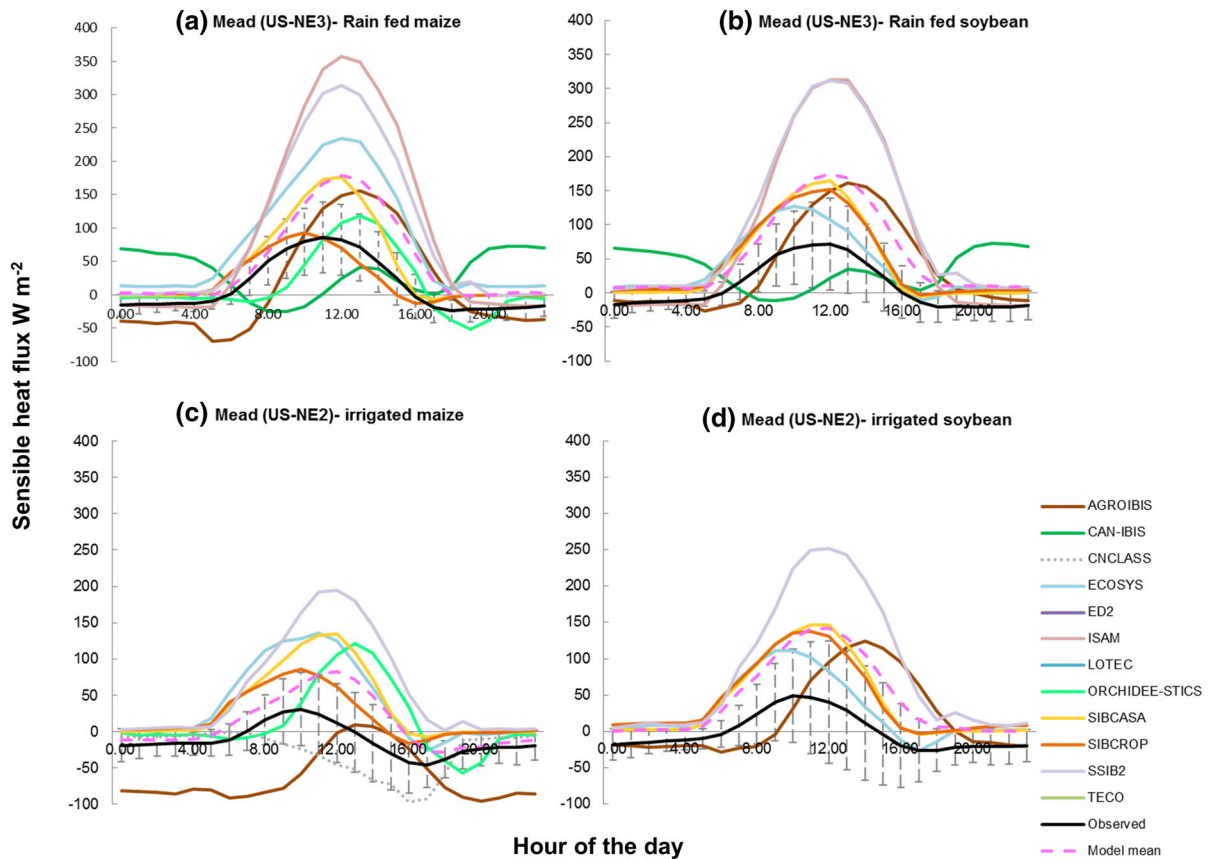 (a) Mead (US-NE3)- Rain fed maize
400
350
300
250
200
150
100
50
0
-50
-100
0.00 4.00 8.00 12.00 16.00 20.00
(b) Mead (US-NE3)- Rain fed soybean
400
350
300
250
200
150
100
50
0
-50
-100
0.00 4.00 8.00 12.00 16.00 20.00
Sensible heat flux W m-2
(c) Mead (US-NE2)- irrigated maize
400
350
300
250
200
150
100
50
0
-50
-100
0.00 4.00 8.00 12.00 16.00 20.00
(d) Mead (US-NE2)- irrigated soybean
400
350
300
250
200
150
100
50
0
-50
-100
0.00 4.00 8.00 12.00 16.00 20.00
AGROIBIS
CAN-IBIS
CNCLASS
ECOSYS
ED2
ISAM
LOTEC
ORCHIDEE-STICS
SIBCASA
SIBCROP
SSIB2
TECO
Observed
Model mean
Hour of the day